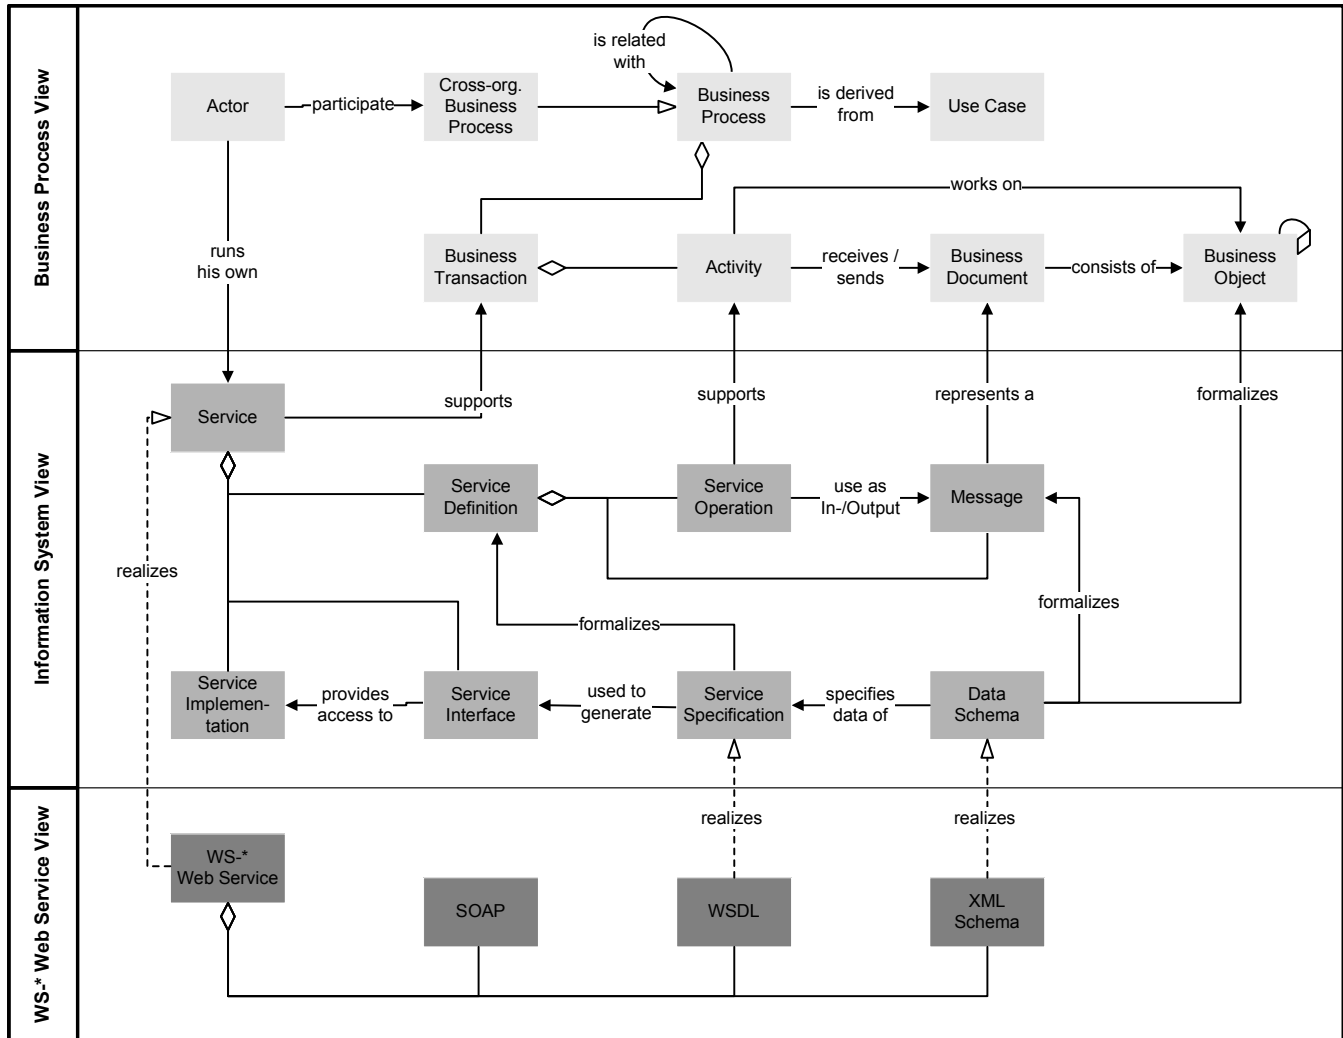 Business Process View
is related
with
Actor
participate
Cross-org.
Business
Process
Business
Process
is derived
from
Use Case
works on
runs
his own
Business
Transaction
Activity
receives /
sends
Business
Document
consists of
Business
Object
Information System View
Service
supports
supports
represents a
formalizes
Service
Definition
Service
Operation
use as
In-/Output
Message
realizes
formalizes
formalizes
Service
Implemen-
tation
provides
access to
Service
Interface
used to
generate
Service
Specification
specifies
data of
Data
Schema
WS-* Web Service View
realizes
realizes
WS-*
Web Service
SOAP
WSDL
XML
Schema